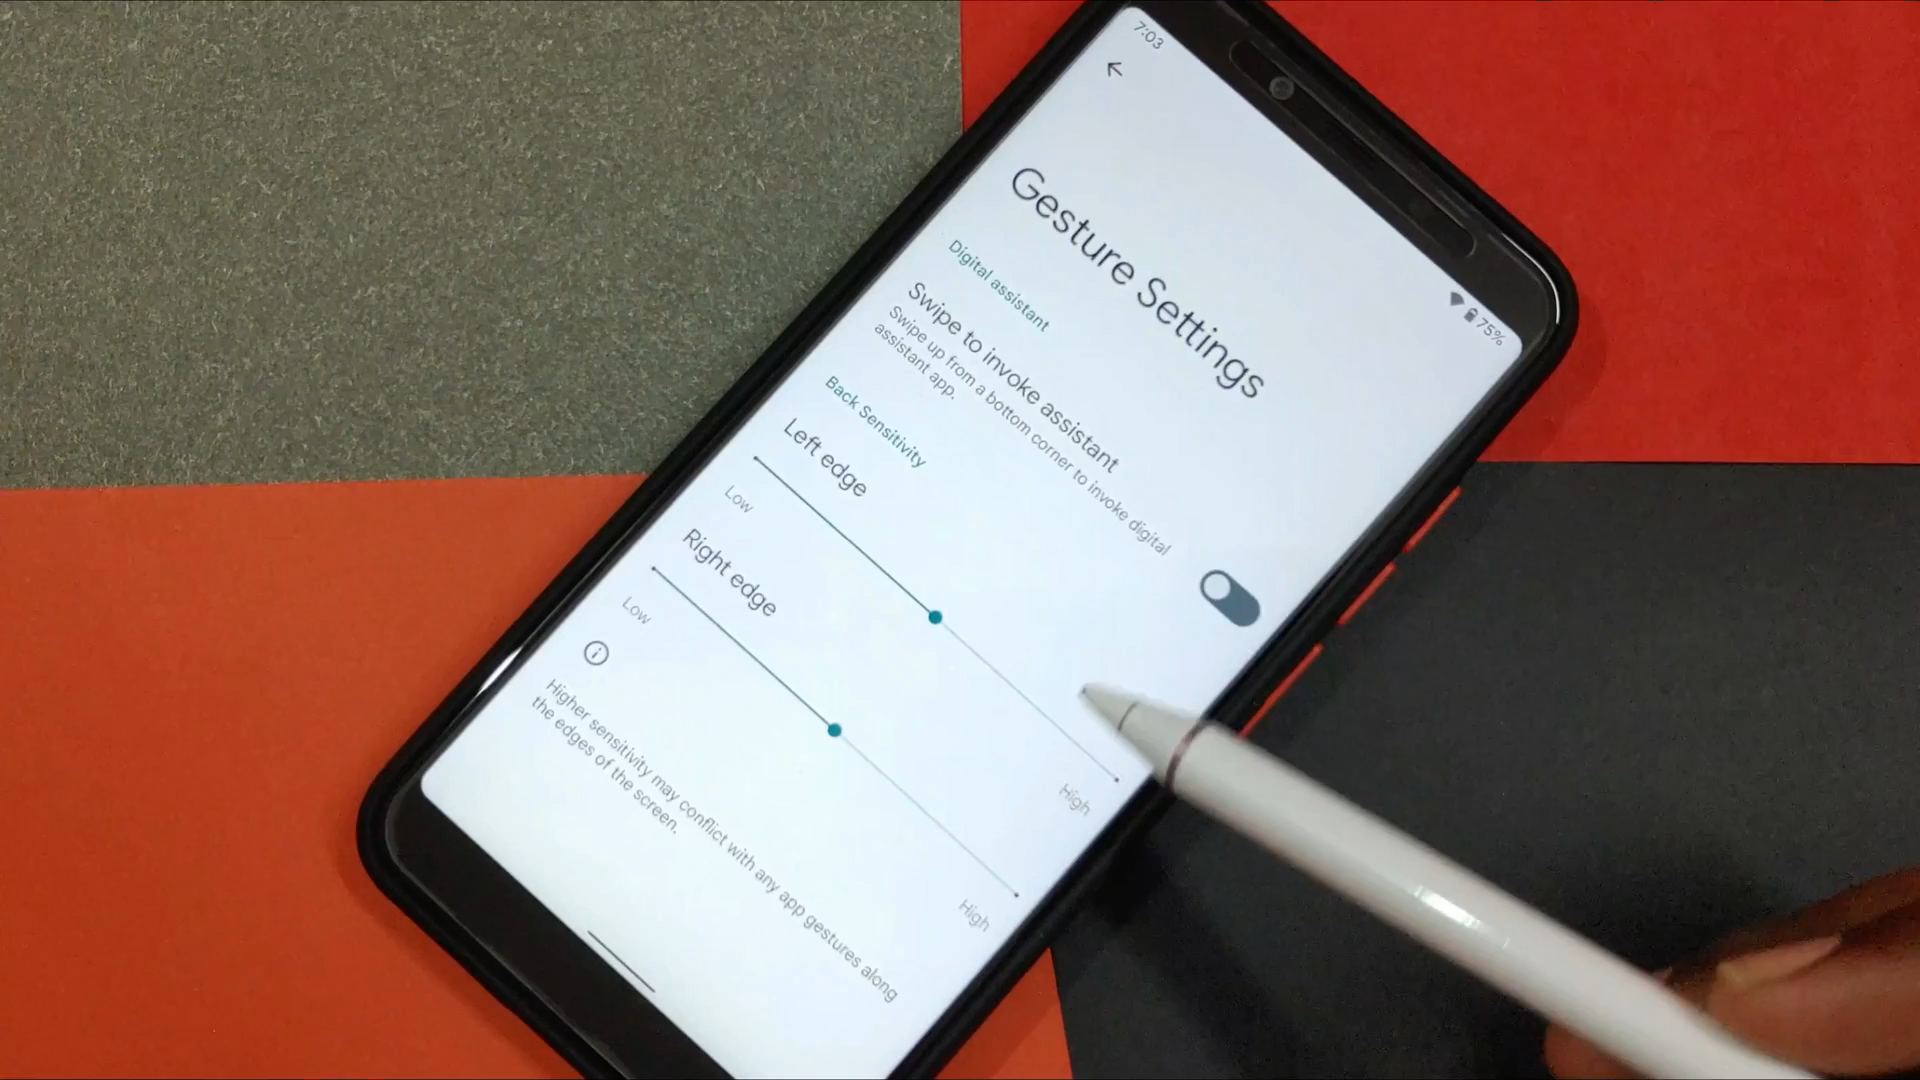 7:03
75%
Gesture Settings
Digital assistant
Swipe to invoke assistant
Swipe up from a bottom corner to invoke digital
assistant app.
Back Sensitivity
Left edge
Low
High
Right edge
Low
High
Higher sensitivity may conflict with any app gestures along
the edges of the screen.